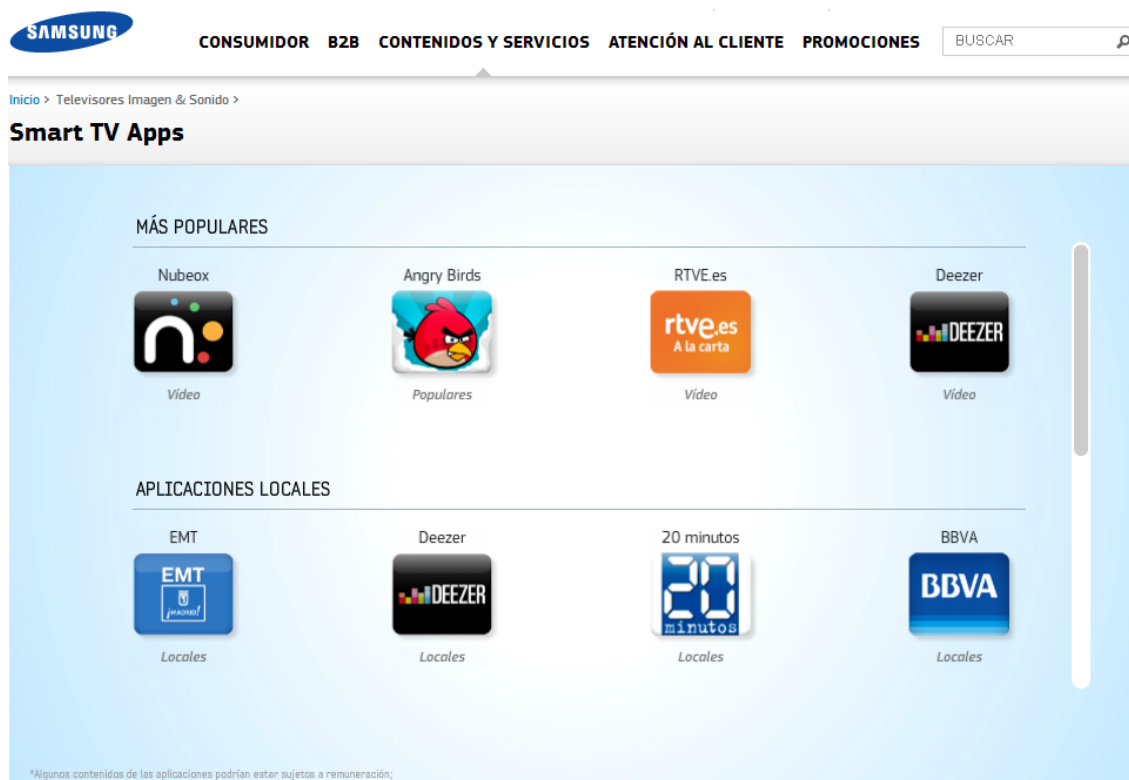 SAMSUNG
CONSUMIDOR B2B CONTENIDOS Y SERVICIOS ATENCIÓN AL CLIENTE PROMOCIONES BUSCAR
Inicio > Televisores Imagen & Sonido >
Smart TV Apps
MÁS POPULARES
Nubeox Angry Birds RTVE.es Deezer
n:
rtve.es
A la carta
DEEZER
Vídeo Populares Vídeo Vídeo
APLICACIONES LOCALES
EMT Deezer 20 minutos BBVA
EMT
¡MADRID!
DEEZER
20
minutos
BBVA
Locales Locales Locales Locales
*Algunos contenidos de las aplicaciones podrían estar sujetos a remuneración;